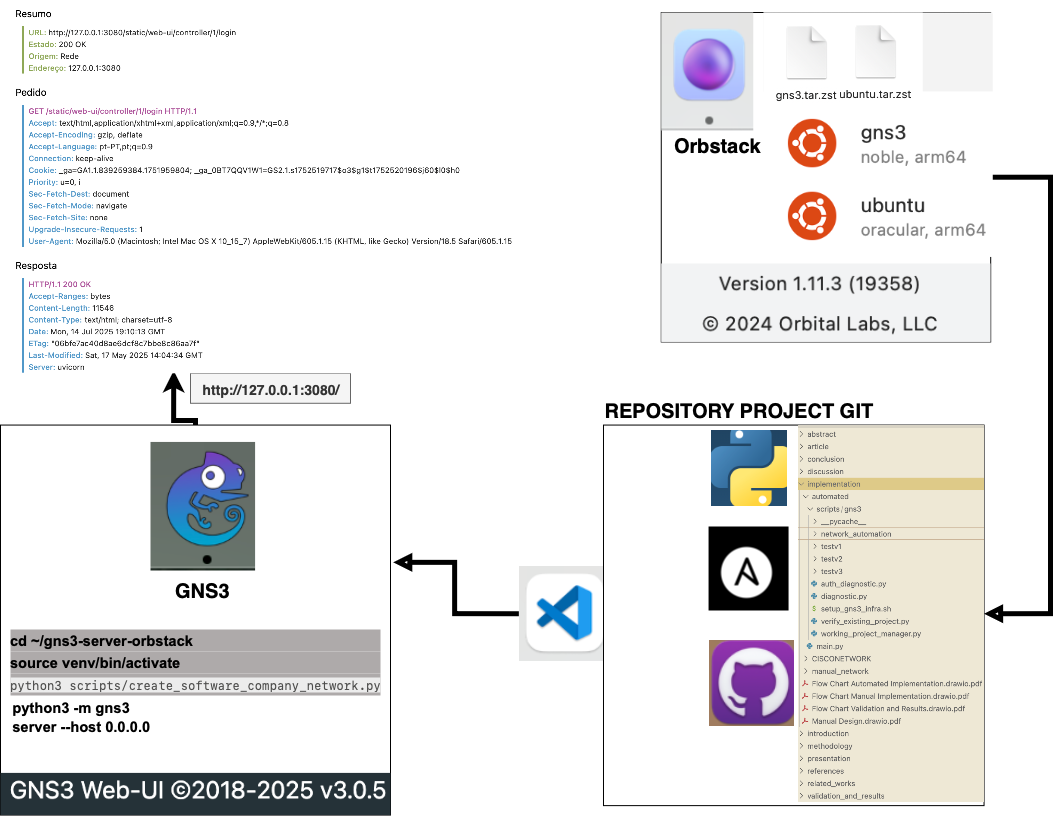 Resumo
URL: http://127.0.0.1:3080/static/web-ui/controller/1/login
Estado: 200 OK
Origem: Rede
Endereço: 127.0.0.1:3080
Pedido
GET /static/web-ui/controller/1/login HTTP/1.1
Accept: text/html,application/xhtml+xml,application/xml;q=0.9,*/*;q=0.8
Accept-Encoding: gzip, deflate
Accept-Language: pt-PT,pt;q=0.9
Connection: keep-alive
Cookie: _ga=GA1.1.839259384.1751959804; _ga_0BT7QQV1W1=GS2.1.s1752519717$o3$g1$t1752520196$j60$l0$h0
Priority: u=0, i
Sec-Fetch-Dest: document
Sec-Fetch-Mode: navigate
Sec-Fetch-Site: none
Upgrade-Insecure-Requests: 1
User-Agent: Mozilla/5.0 (Macintosh; Intel Mac OS X 10_15_7) AppleWebKit/605.1.15 (KHTML, like Gecko) Version/18.5 Safari/605.1.15
Resposta
HTTP/1.1 200 OK
Accept-Ranges: bytes
Content-Length: 11546
Content-Type: text/html; charset=utf-8
Date: Mon, 14 Jul 2025 19:10:13 GMT
ETag: "06bfe7ac40d8ae6dcf8c7bbe8c86aa7f"
Last-Modified: Sat, 17 May 2025 14:04:34 GMT
Server: uvicorn
http://127.0.0.1:3080/
GNS3
cd ~/gns3-server-orbstack
source venv/bin/activate
python3 scripts/create_software_company_network.py
python3 -m gns3
server --host 0.0.0.0
GNS3 Web-UI ©2018-2025 v3.0.5
Orbstack
gns3.tar.zst ubuntu.tar.zst
gns3
noble, arm64
ubuntu
oracular, arm64
Version 1.11.3 (19358)
© 2024 Orbital Labs, LLC
REPOSITORY PROJECT GIT
abstract
article
conclusion
discussion
implementation
automated
scripts/gns3
__pycache__
network_automation
testv1
testv2
testv3
auth_diagnostic.py
diagnostic.py
$ setup_gns3_infra.sh
verify_existing_project.py
working_project_manager.py
main.py
CISCONETWORK
manual_network
Flow Chart Automated Implementation.drawio.pdf
Flow Chart Manual Implementation.drawio.pdf
Flow Chart Validation and Results.drawio.pdf
Manual Design.drawio.pdf
introduction
methodology
presentation
references
related_works
validation_and_results